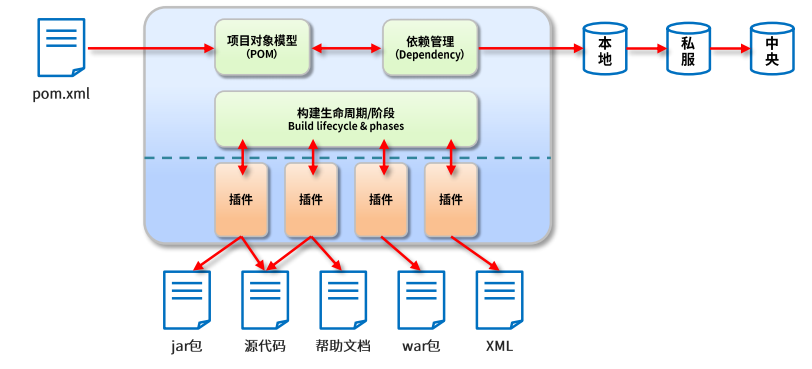 pom.xml
项目对象模型
(POM)
依赖管理
(Dependency)
本地
私服
中央
构建生命周期/阶段
Build lifecycle & phases
插件
插件
插件
插件
jar包
源代码
帮助文档
war包
XML